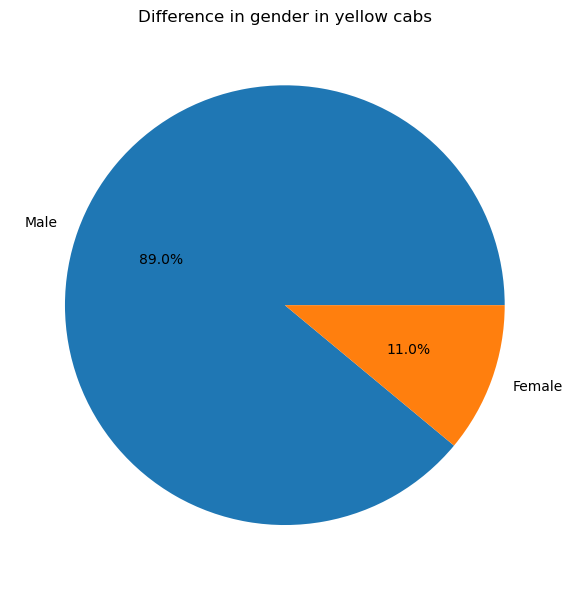 Difference in gender in yellow cabs
Male
89.0%
11.0%
Female